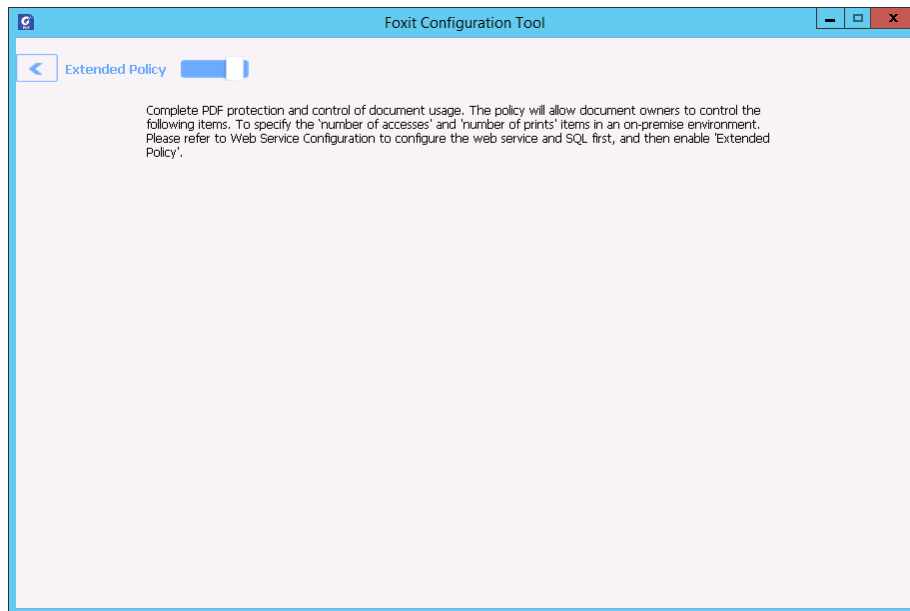 Foxit Configuration Tool
Extended Policy
Complete PDF protection and control of document usage. The policy will allow document owners to control the
following items. To specify the `number of accesses' and 'number of prints' items in an on-premise environment.
Please refer to Web Service Configuration to configure the web service and SQL first, and then enable 'Extended
Policy'.